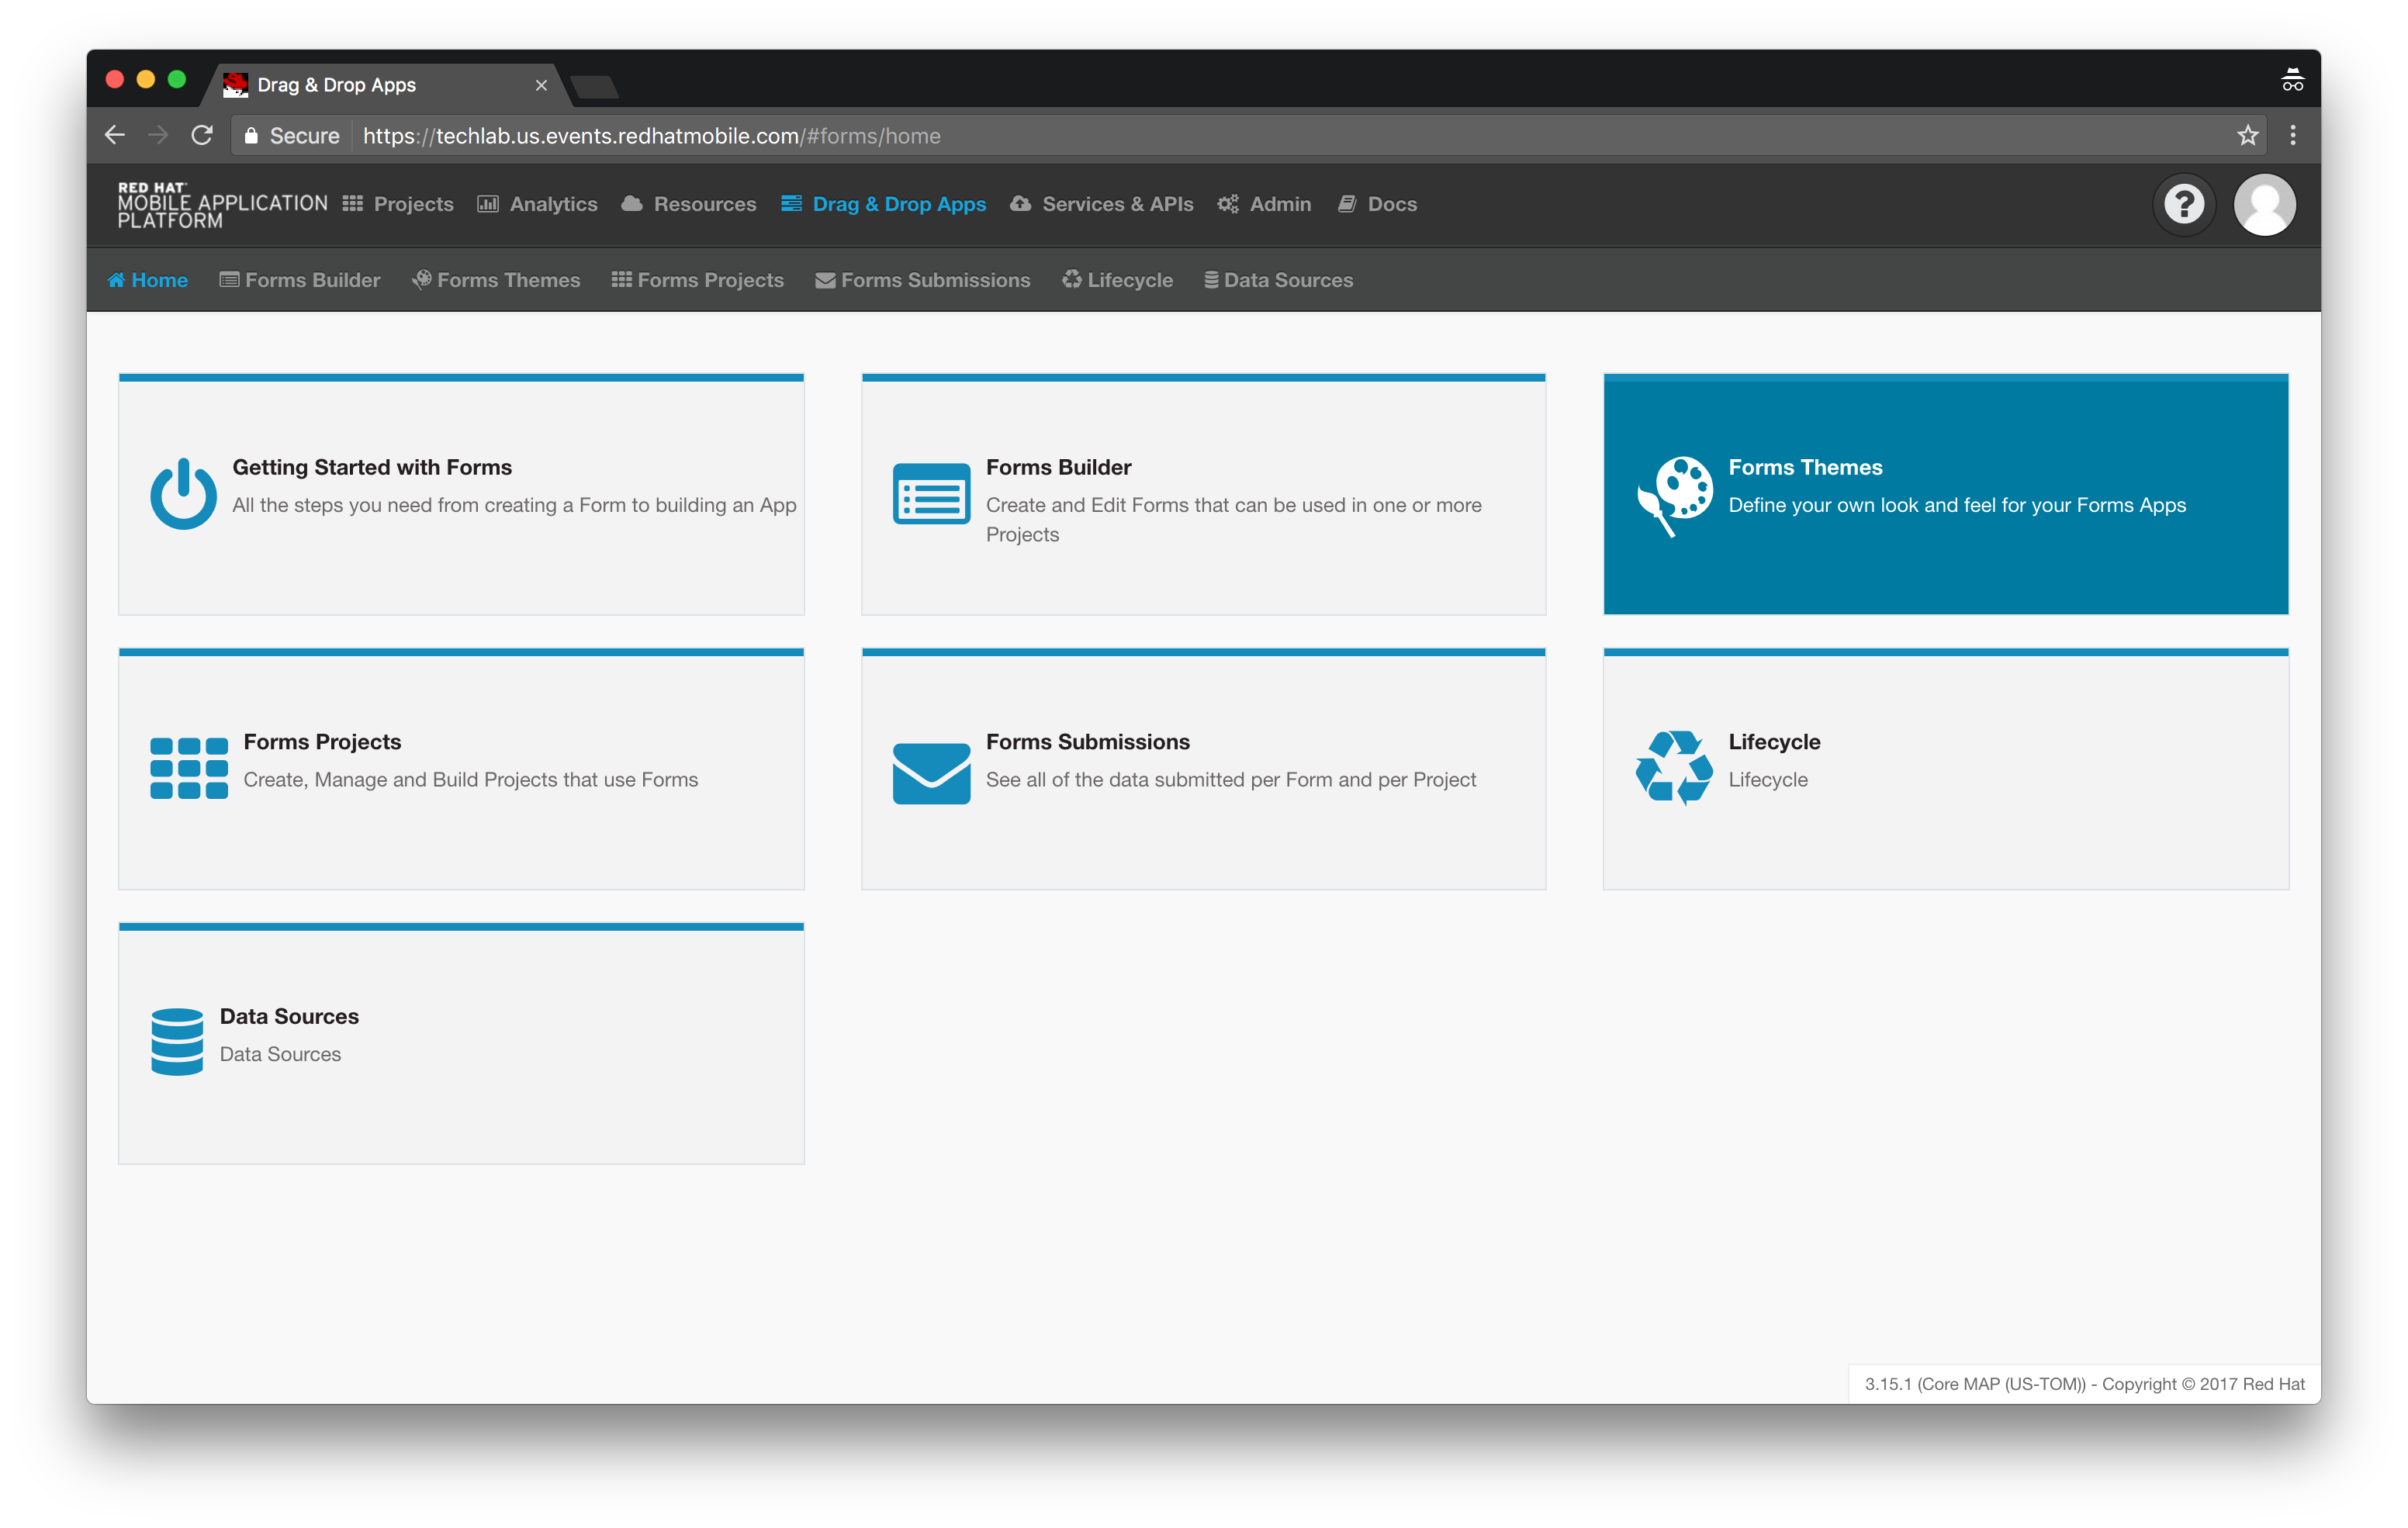 Drag & Drop Apps
Secure https://techlab.us.events.redhatmobile.com/#forms/home
RED HAT
MOBILE APPLICATION
PLATFORM
Projects Analytics Resources Drag & Drop Apps Services & APIs Admin Docs
?
Home Forms Builder Forms Themes Forms Projects Forms Submissions Lifecycle Data Sources
Getting Started with Forms
All the steps you need from creating a Form to building an App
Forms Builder
Create and Edit Forms that can be used in one or more
Projects
Forms Themes
Define your own look and feel for your Forms Apps
Forms Projects
Create, Manage and Build Projects that use Forms
Forms Submissions
See all of the data submitted per Form and per Project
Lifecycle
Lifecycle
Data Sources
Data Sources
3.15.1 (Core MAP (US-TOM)) - Copyright © 2017 Red Hat